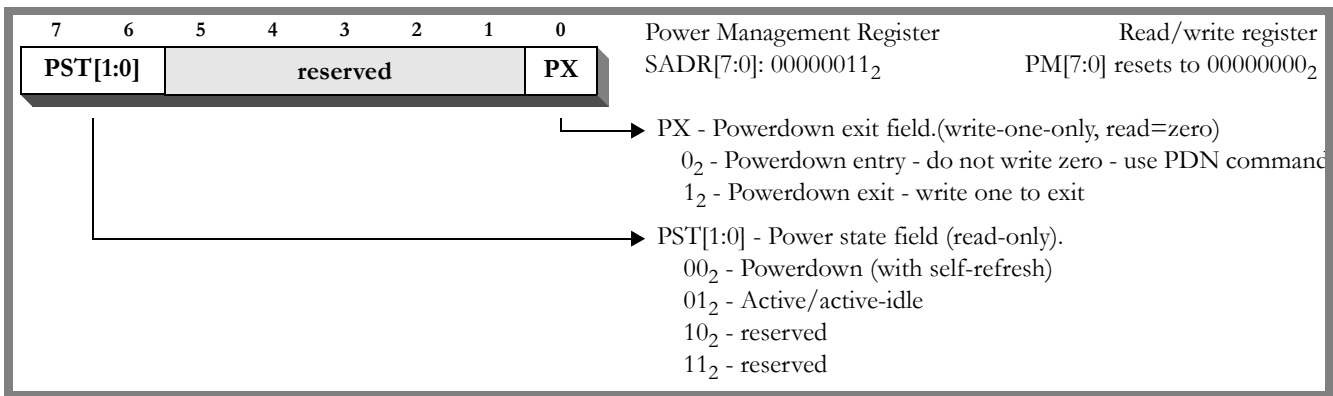 7 6 5 4 3 2 1 0
PST[1:0] reserved PX
Power Management Register Read/write register
SADR[7:0]: 00000011₂ PM[7:0] resets to 00000000₂
PX - Powerdown exit field.(write-one-only, read=zero)
0₂ - Powerdown entry - do not write zero - use PDN command
1₂ - Powerdown exit - write one to exit
PST[1:0] - Power state field (read-only).
00₂ - Powerdown (with self-refresh)
01₂ - Active/active-idle
10₂ - reserved
11₂ - reserved